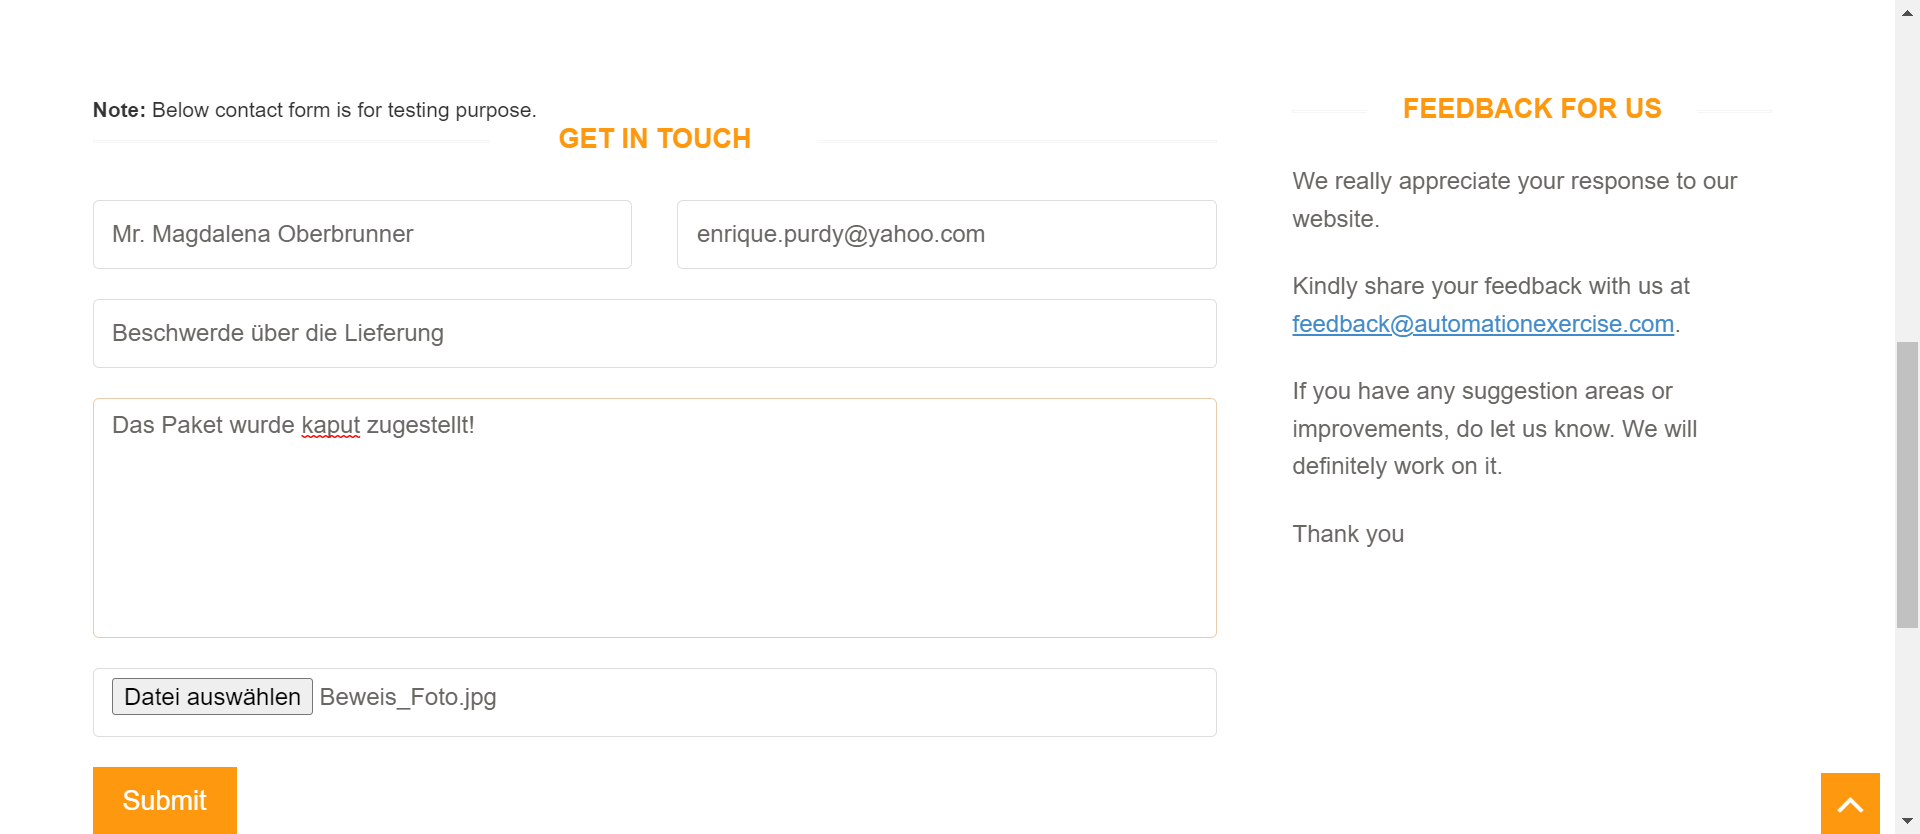 Note: Below contact form is for testing purpose.
GET IN TOUCH
Mr. Magdalena Oberbrunner
enrique.purdy@yahoo.com
Beschwerde über die Lieferung
Das Paket wurde kaput zugestellt!
Datei auswählen Beweis_Foto.jpg
Submit
FEEDBACK FOR US
We really appreciate your response to our
website.
Kindly share your feedback with us at
feedback@automationexercise.com.
If you have any suggestion areas or
improvements, do let us know. We will
definitely work on it.
Thank you